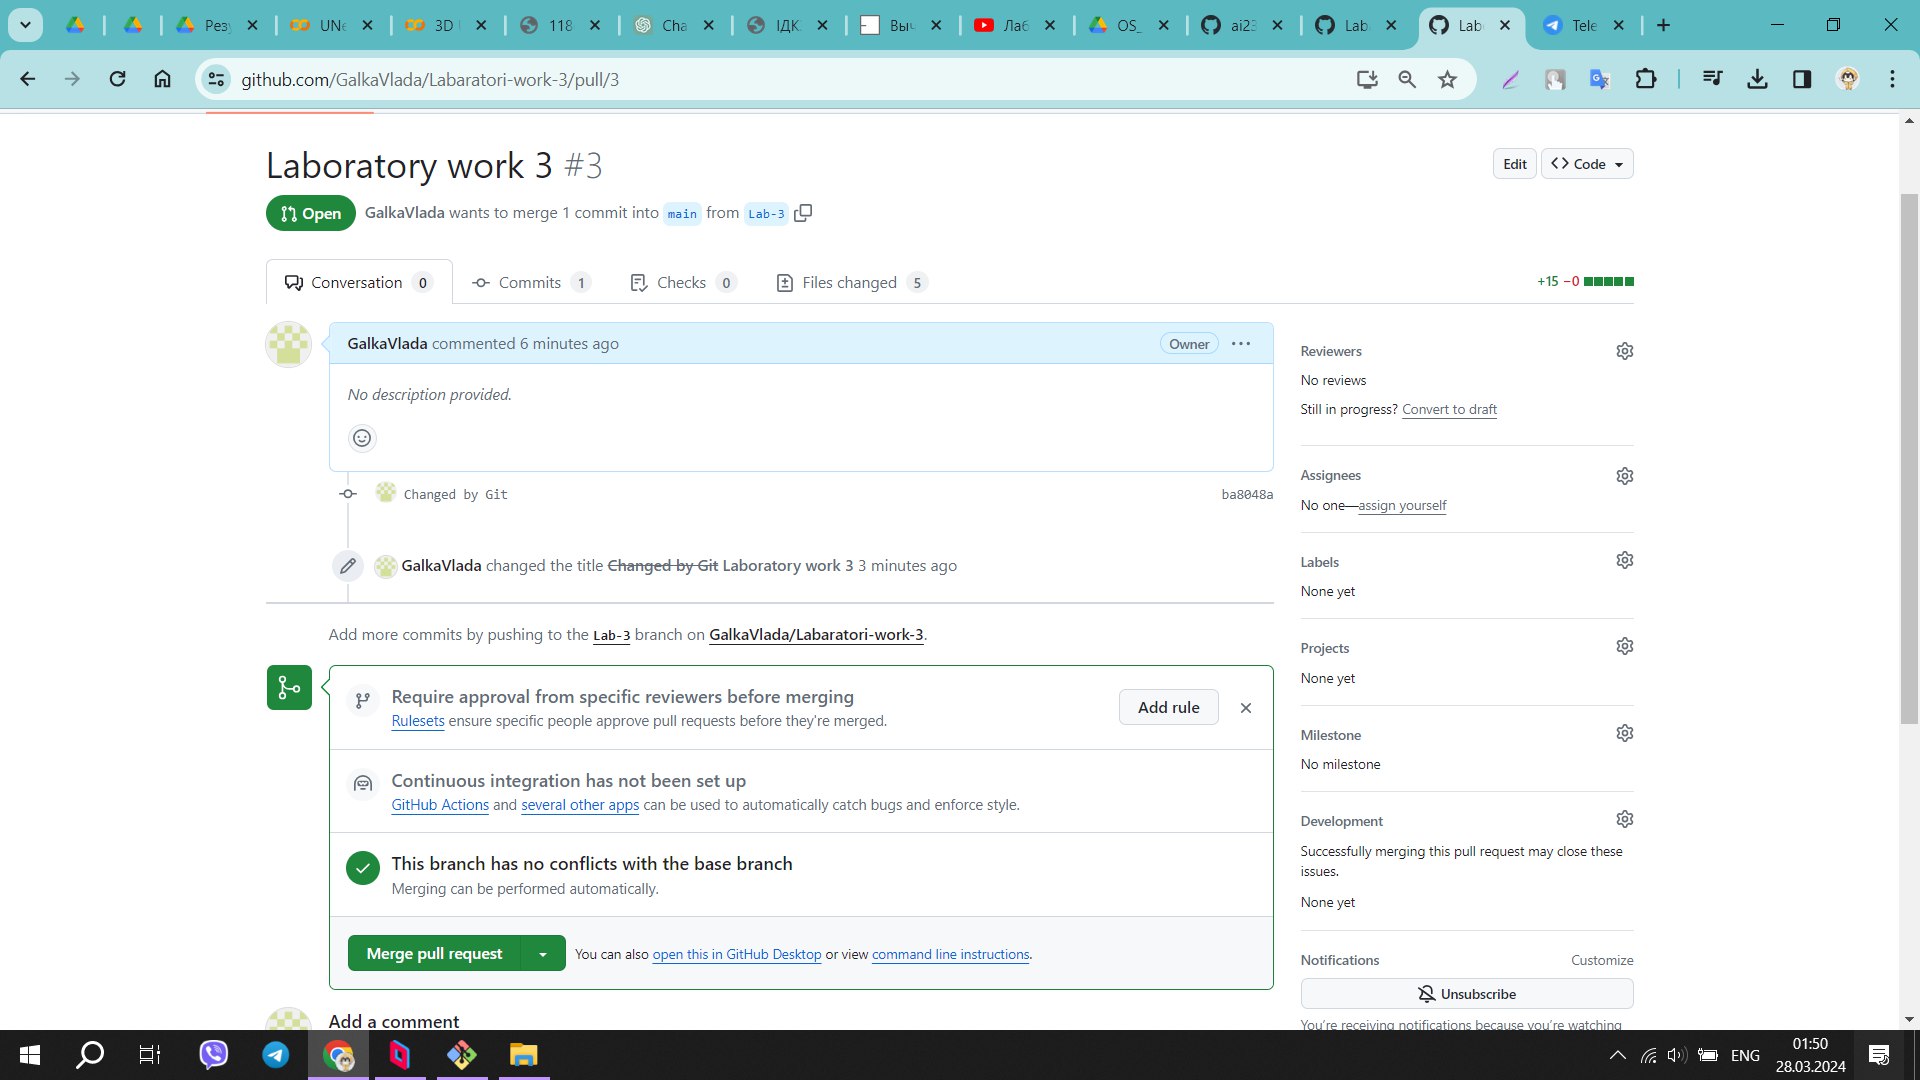 Резу
UNe
3D
118
Cha
ІДК
Выч
Лаб
OS_
ai23
Lab
Lab
Tele
github.com/GalkaVlada/Labaratori-work-3/pull/3
Laboratory work 3 #3
Edit
Code
Open
GalkaVlada wants to merge 1 commit into main from Lab-3
Conversation 0
Commits 1
Checks 0
Files changed 5
+15 −0
GalkaVlada commented 6 minutes ago
Owner
No description provided.
Changed by Git
ba8048a
GalkaVlada changed the title Changed by Git Laboratory work 3 3 minutes ago
Add more commits by pushing to the Lab-3 branch on GalkaVlada/Labaratori-work-3.
Require approval from specific reviewers before merging
Rulesets ensure specific people approve pull requests before they're merged.
Add rule
Continuous integration has not been set up
GitHub Actions and several other apps can be used to automatically catch bugs and enforce style.
This branch has no conflicts with the base branch
Merging can be performed automatically.
Merge pull request
You can also open this in GitHub Desktop or view command line instructions.
Add a comment
Reviewers
No reviews
Still in progress? Convert to draft
Assignees
No one—assign yourself
Labels
None yet
Projects
None yet
Milestone
No milestone
Development
Successfully merging this pull request may close these
issues.
None yet
Notifications
Customize
Unsubscribe
You're receiving notifications because you're watching
ENG
01:50
28.03.2024